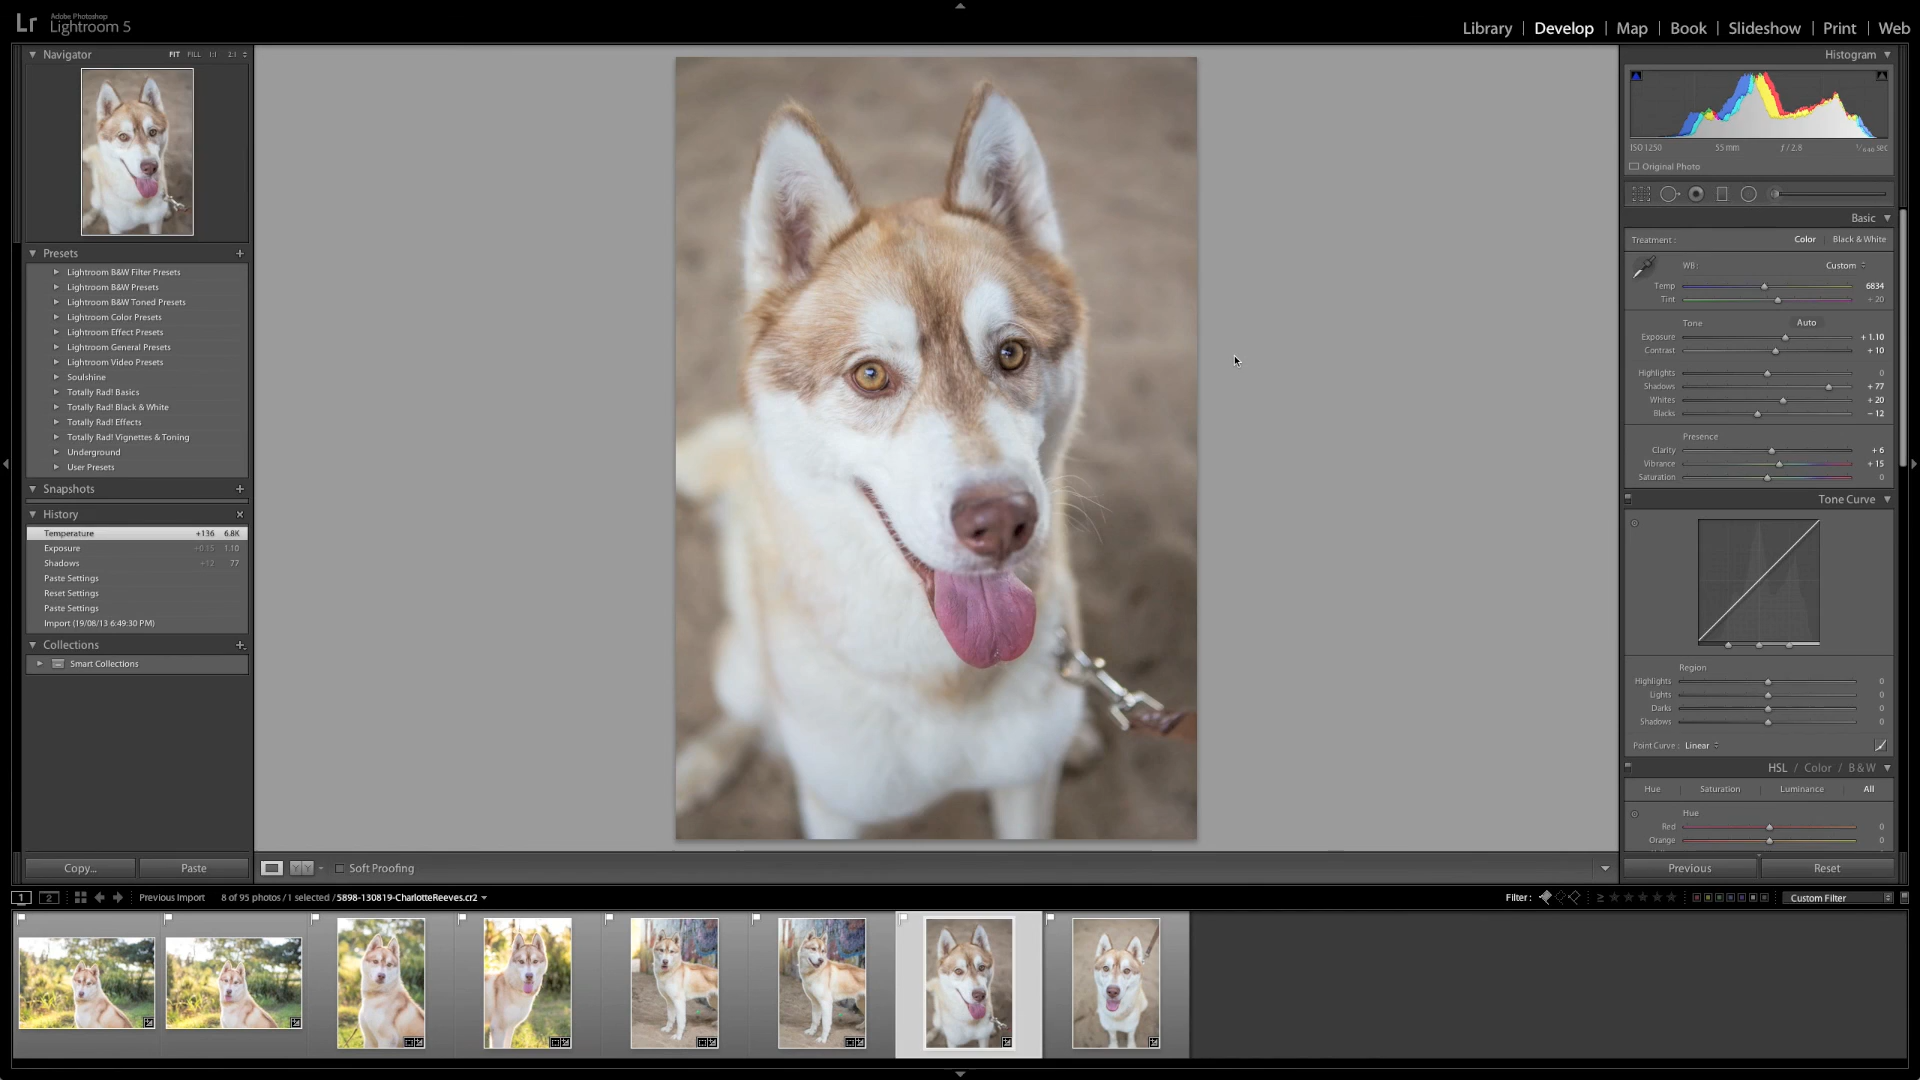 Lr Adobe Photoshop
Lightroom 5
Library | Develop | Map | Book | Slideshow | Print | Web
Navigator FIT FILL 1:1 2:1
Presets +
Lightroom B&W Filter Presets
Lightroom B&W Presets
Lightroom B&W Toned Presets
Lightroom Color Presets
Lightroom Effect Presets
Lightroom General Presets
Lightroom Video Presets
Soulshine
Totally Rad! Basics
Totally Rad! Black & White
Totally Rad! Effects
Totally Rad! Vignettes & Toning
Underground
User Presets
Snapshots +
History ×
Temperature +136 6.8K
Exposure +0.15 1.10
Shadows +12 77
Paste Settings
Reset Settings
Paste Settings
Import (19/08/13 6:49:30 PM)
Collections +
Smart Collections
Copy... Paste
Soft Proofing
Histogram
ISO 1250 55 mm ƒ / 2.8 1/640 sec
Original Photo
Basic
Treatment : Color | Black & White
WB : Custom
Temp 6834
Tint + 20
Tone Auto
Exposure + 1.10
Contrast + 10
Highlights 0
Shadows + 77
Whites + 20
Blacks − 12
Presence
Clarity + 6
Vibrance + 15
Saturation 0
Tone Curve
Region
Highlights 0
Lights 0
Darks 0
Shadows 0
Point Curve : Linear
HSL / Color / B & W
Hue Saturation Luminance All
Hue
Red 0
Orange 0
Previous Reset
1 2 Previous Import 8 of 95 photos / 1 selected / 5898-130819-CharlotteReeves.cr2 Filter : ≥ Custom Filter